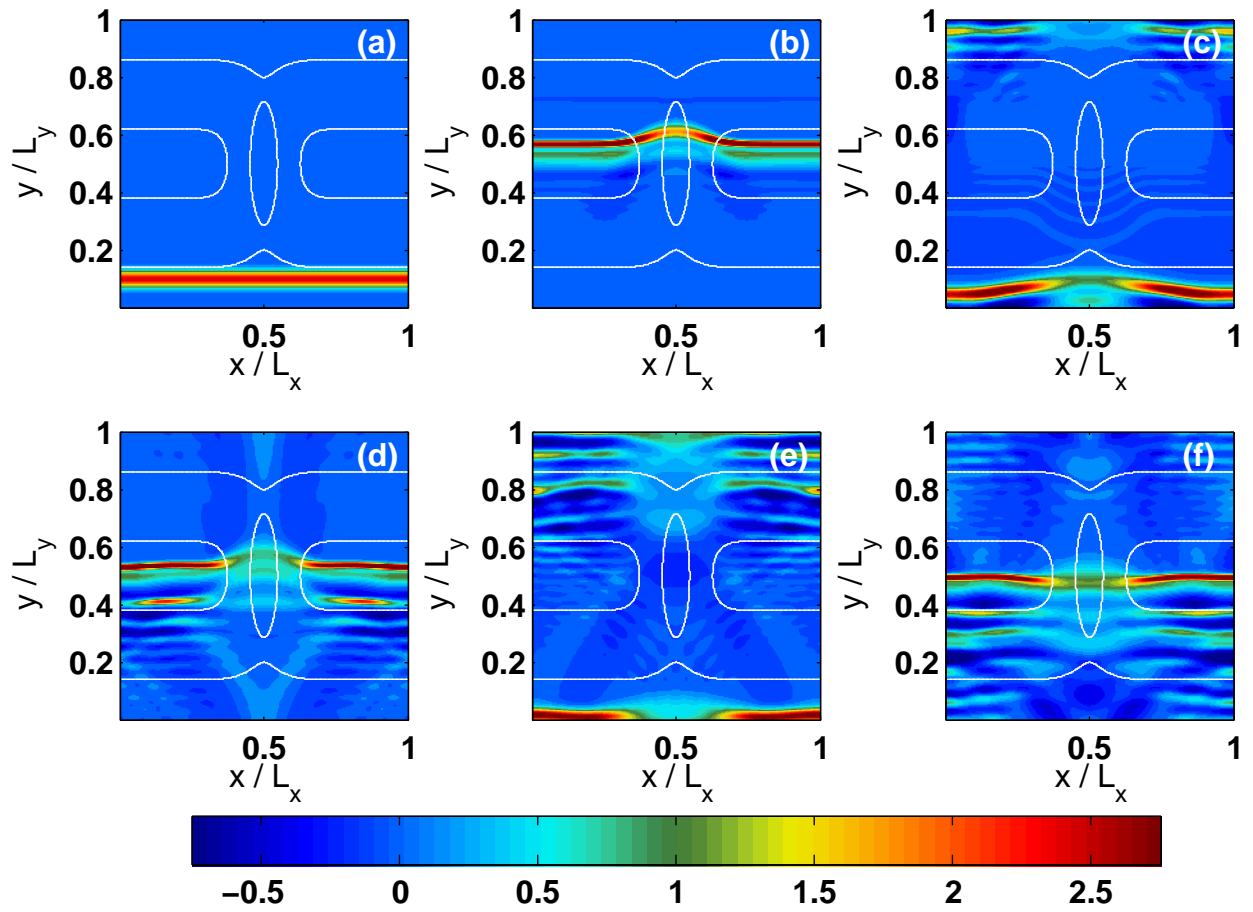 (a) (b) (c)
1 1 1
0.8 0.8 0.8
0.6 0.6 0.6
0.4 0.4 0.4
0.2 0.2 0.2
y / L_y y / L_y y / L_y
0.5 1 0.5 1 0.5 1
x / L_x x / L_x x / L_x
(d) (e) (f)
1 1 1
0.8 0.8 0.8
0.6 0.6 0.6
0.4 0.4 0.4
0.2 0.2 0.2
y / L_y y / L_y y / L_y
0.5 1 0.5 1 0.5 1
x / L_x x / L_x x / L_x
−0.5 0 0.5 1 1.5 2 2.5